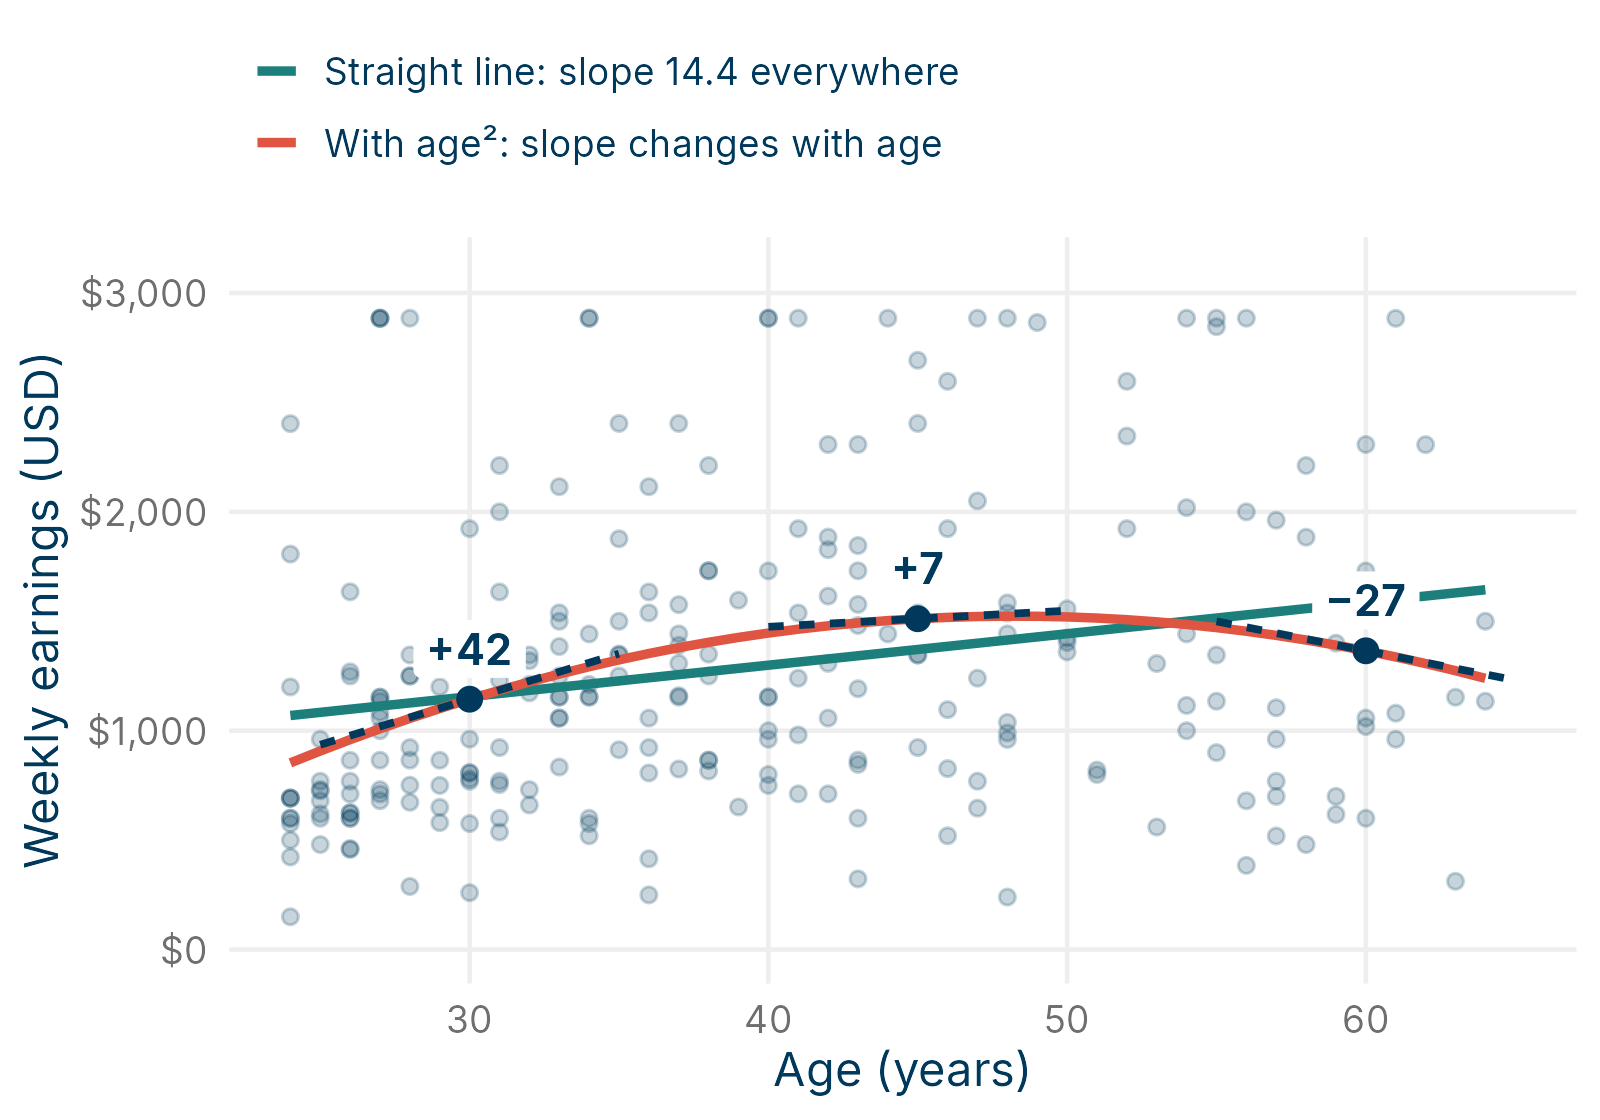 Straight line: slope 14.4 everywhere
With age²: slope changes with age
Weekly earnings (USD)
$3,000
$2,000
$1,000
$0
+42
+7
−27
30
40
50
60
Age (years)